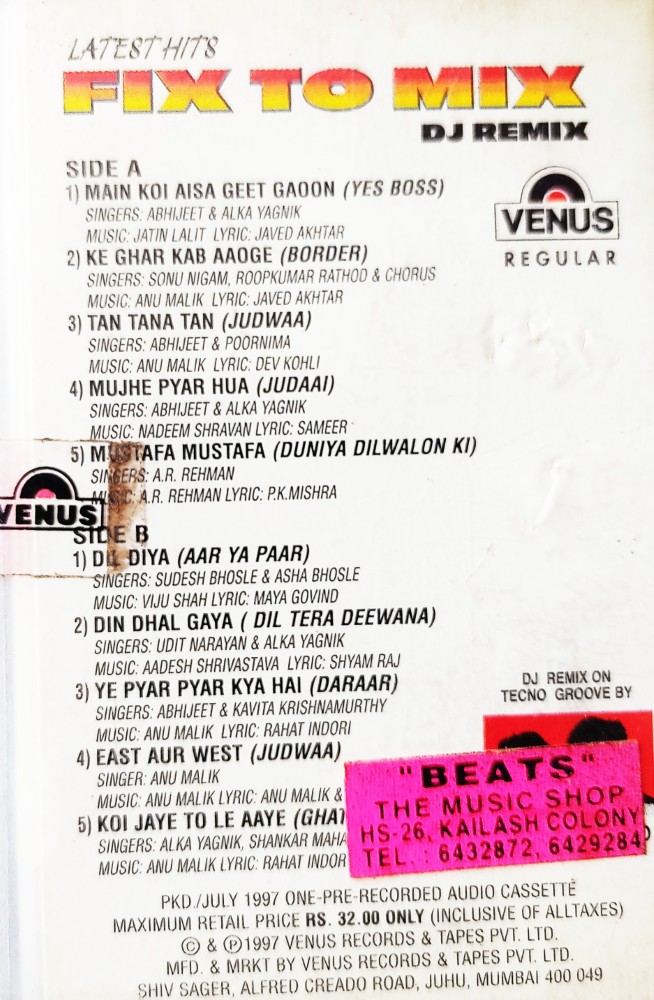 LATEST HITS
FIX TO MIX
DJ REMIX
SIDE A
1) MAIN KOI AISA GEET GAOON (YES BOSS)
SINGERS: ABHIJEET & ALKA YAGNIK
MUSIC: JATIN LALIT LYRIC: JAVED AKHTAR
VENUS
REGULAR
2) KE GHAR KAB AAOGE (BORDER)
SINGERS: SONU NIGAM, ROOPKUMAR RATHOD & CHORUS
MUSIC: ANU MALIK LYRIC: JAVED AKHTAR
3) TAN TANA TAN (JUDWAA)
SINGERS: ABHIJEET & POORNIMA
MUSIC: ANU MALIK LYRIC: DEV KOHLI
4) MUJHE PYAR HUA (JUDAAI)
SINGERS: ABHIJEET & ALKA YAGNIK
MUSIC: NADEEM SHRAVAN LYRIC: SAMEER
5) MUSTAFA MUSTAFA (DUNIYA DILWALON KI)
SINGERS: A.R. REHMAN
MUSIC: A.R. REHMAN LYRIC: P.K.MISHRA
VENUS
SIDE B
1) DIL DIYA (AAR YA PAAR)
SINGERS: SUDESH BHOSLE & ASHA BHOSLE
MUSIC: VIJU SHAH LYRIC: MAYA GOVIND
2) DIN DHAL GAYA ( DIL TERA DEEWANA)
SINGERS: UDIT NARAYAN & ALKA YAGNIK
MUSIC: AADESH SHRIVASTAVA LYRIC: SHYAM RAJ
3) YE PYAR PYAR KYA HAI (DARAAR)
SINGERS: ABHIJEET & KAVITA KRISHNAMURTHY
MUSIC: ANU MALIK LYRIC: RAHAT INDORI
4) EAST AUR WEST (JUDWAA)
SINGER: ANU MALIK
MUSIC: ANU MALIK LYRIC: ANU MALIK &
5) KOI JAYE TO LE AAYE (GHAT
SINGERS: ALKA YAGNIK, SHANKAR MAHA
MUSIC: ANU MALIK LYRIC: RAHAT INDOR
DJ REMIX ON
TECNO GROOVE BY
"BEATS"
THE MUSIC SHOP
HS-26, KAILASH COLONY
TEL. : 6432872, 6429284
PKD./JULY 1997 ONE-PRE-RECORDED AUDIO CASSETTE
MAXIMUM RETAIL PRICE RS. 32.00 ONLY (INCLUSIVE OF ALLTAXES)
© & ℗1997 VENUS RECORDS & TAPES PVT. LTD.
MFD. & MRKT BY VENUS RECORDS & TAPES PVT. LTD.
SHIV SAGER, ALFRED CREADO ROAD, JUHU, MUMBAI 400 049